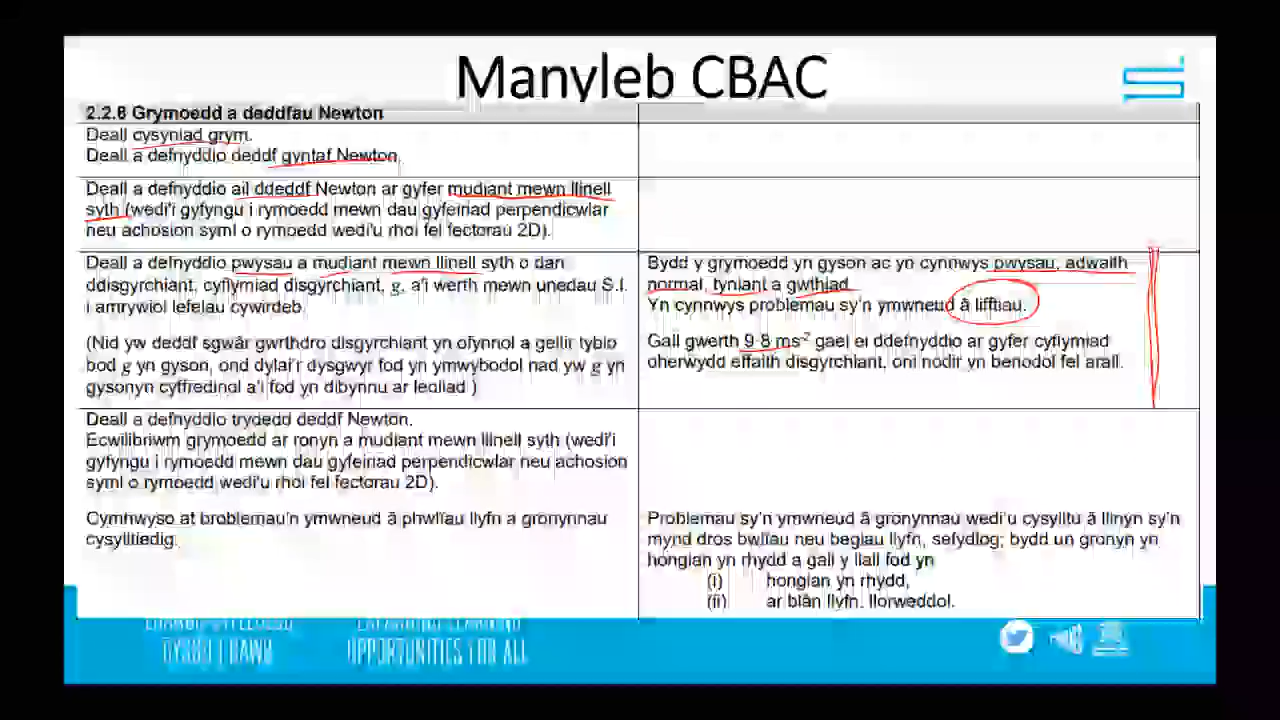 Manyleb CBAC
2.2.8 Grymoedd a deddfau Newton
Deall cysyniad grym.
Deall a defnyddio deddf gyntaf Newton.
Deall a defnyddio ail ddeddf Newton ar gyfer mudiant mewn llinell
syth (wedi'i gyfyngu i rymoedd mewn dau gyfeiriad perpendicwlar
neu achosion syml o rymoedd wedi'u rhoi fel fectorau 2D).
Deall a defnyddio pwysau a mudiant mewn llinell syth o dan
ddisgyrchiant, cyflymiad disgyrchiant, g, a'i werth mewn unedau S.I.
i amrywiol lefelau cywirdeb.
(Nid yw deddf sgwâr gwrthdro disgyrchiant yn ofynnol a gellir tybio
bod g yn gyson, ond dylai'r dysgwyr fod yn ymwybodol nad yw g yn
gysonyn cyffredinol a'i fod yn dibynnu ar leoliad.)
Bydd y grymoedd yn gyson ac yn cynnwys pwysau, adwaith
normal, tyniant a gwthiad.
Yn cynnwys problemau sy'n ymwneud â lifftiau.
Gall gwerth 9·8 ms⁻² gael ei ddefnyddio ar gyfer cyflymiad
oherwydd effaith disgyrchiant, oni nodir yn benodol fel arall.
Deall a defnyddio trydedd deddf Newton.
Ecwilibriwm grymoedd ar ronyn a mudiant mewn llinell syth (wedi'i
gyfyngu i rymoedd mewn dau gyfeiriad perpendicwlar neu achosion
syml o rymoedd wedi'u rhoi fel fectorau 2D).
Cymhwyso at broblemau'n ymwneud â phwlïau llyfn a gronynnau
cysylltiedig.
Problemau sy'n ymwneud â gronynnau wedi'u cysylltu â llinyn sy'n
mynd dros bwlïau neu begiau llyfn, sefydlog; bydd un gronyn yn
hongian yn rhydd a gall y llall fod yn
(i) hongian yn rhydd,
(ii) ar blân llyfn, llorweddol.
OPPORTUNITIES FOR ALL